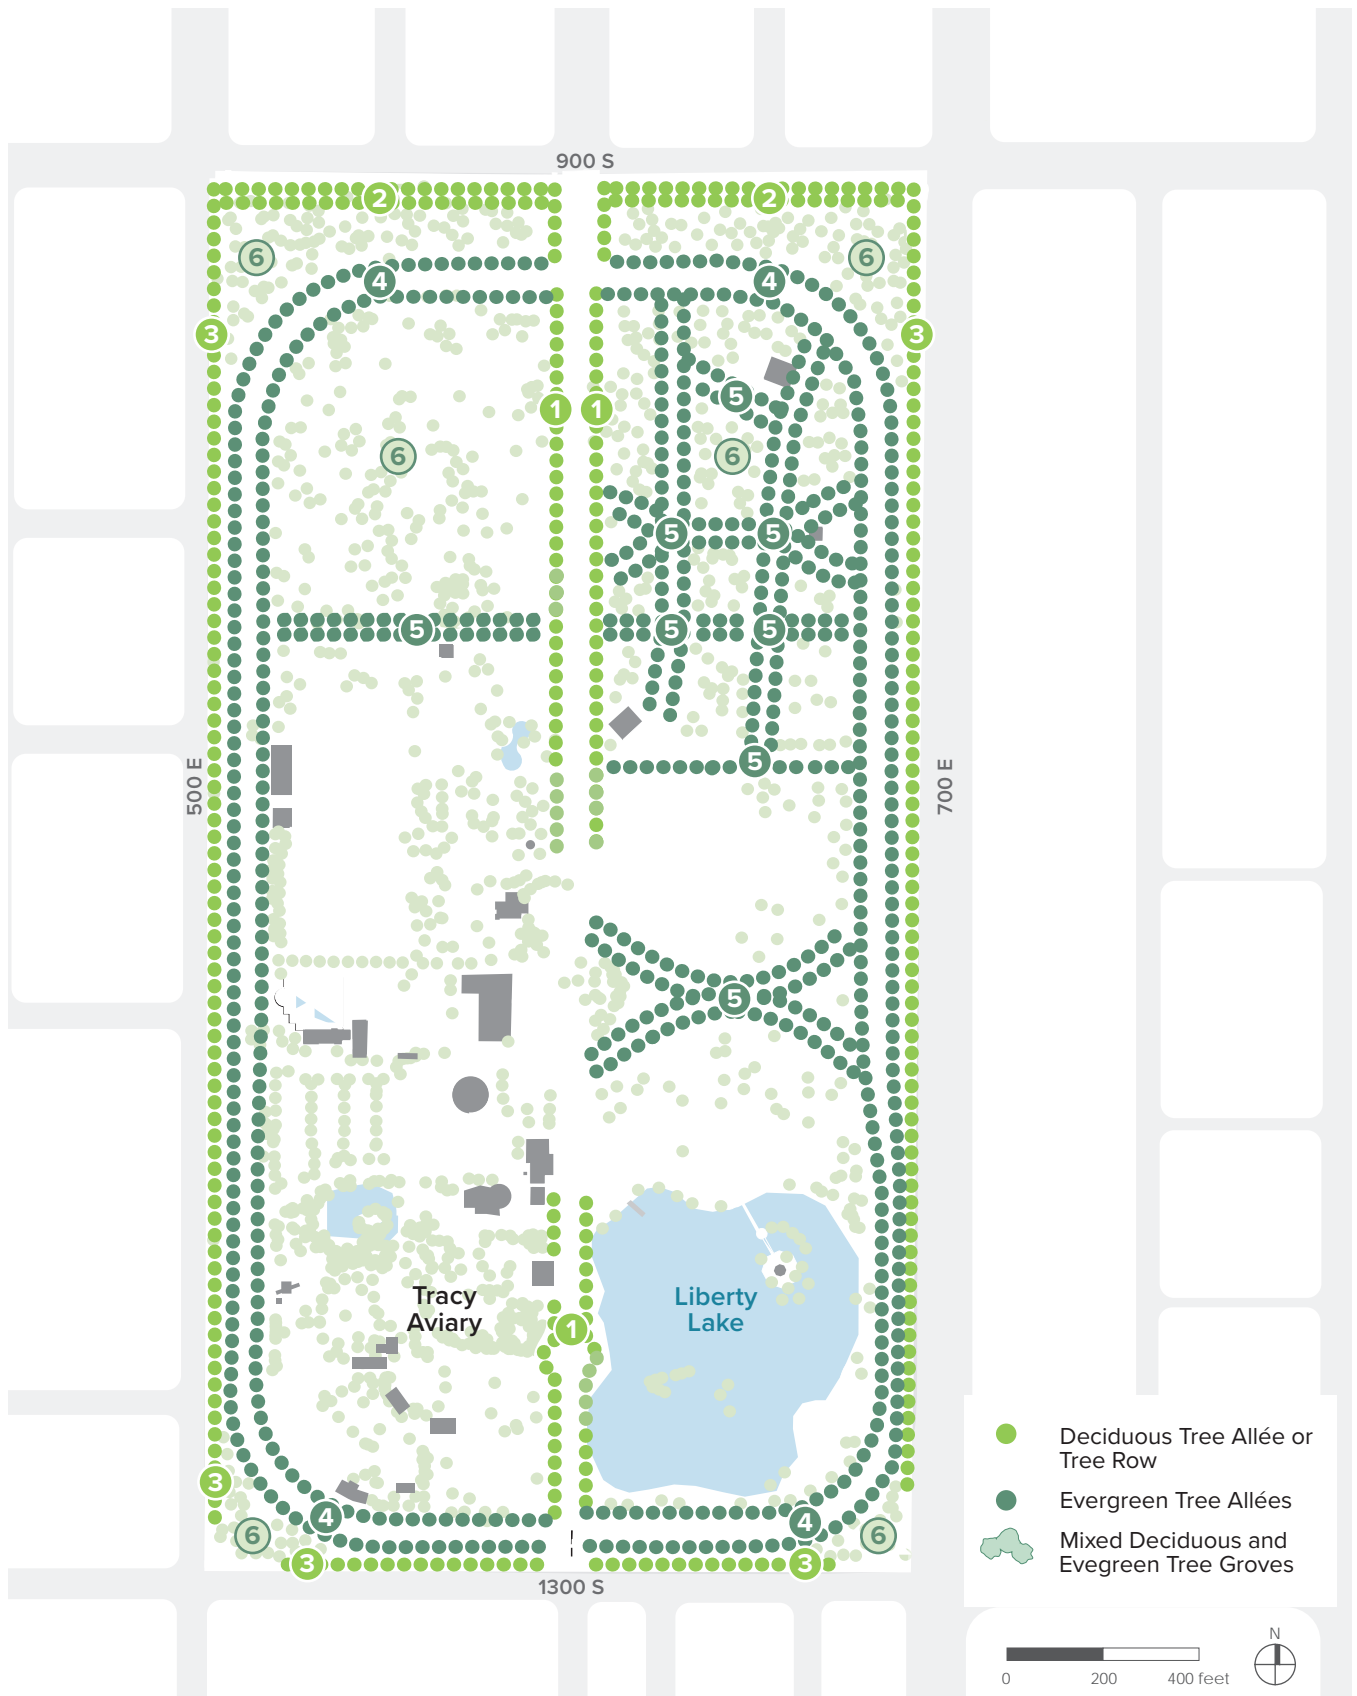 900 S
2
2
6
6
4
4
3
3
5
1
1
6
6
5
5
5
5
5
500 E
5
700 E
5
Tracy
Aviary
Liberty
Lake
1
Deciduous Tree Allée or
Tree Row
3
Evergreen Tree Allées
4
4
6
6
Mixed Deciduous and
Evegreen Tree Groves
3
3
1300 S
N
0
200
400 feet